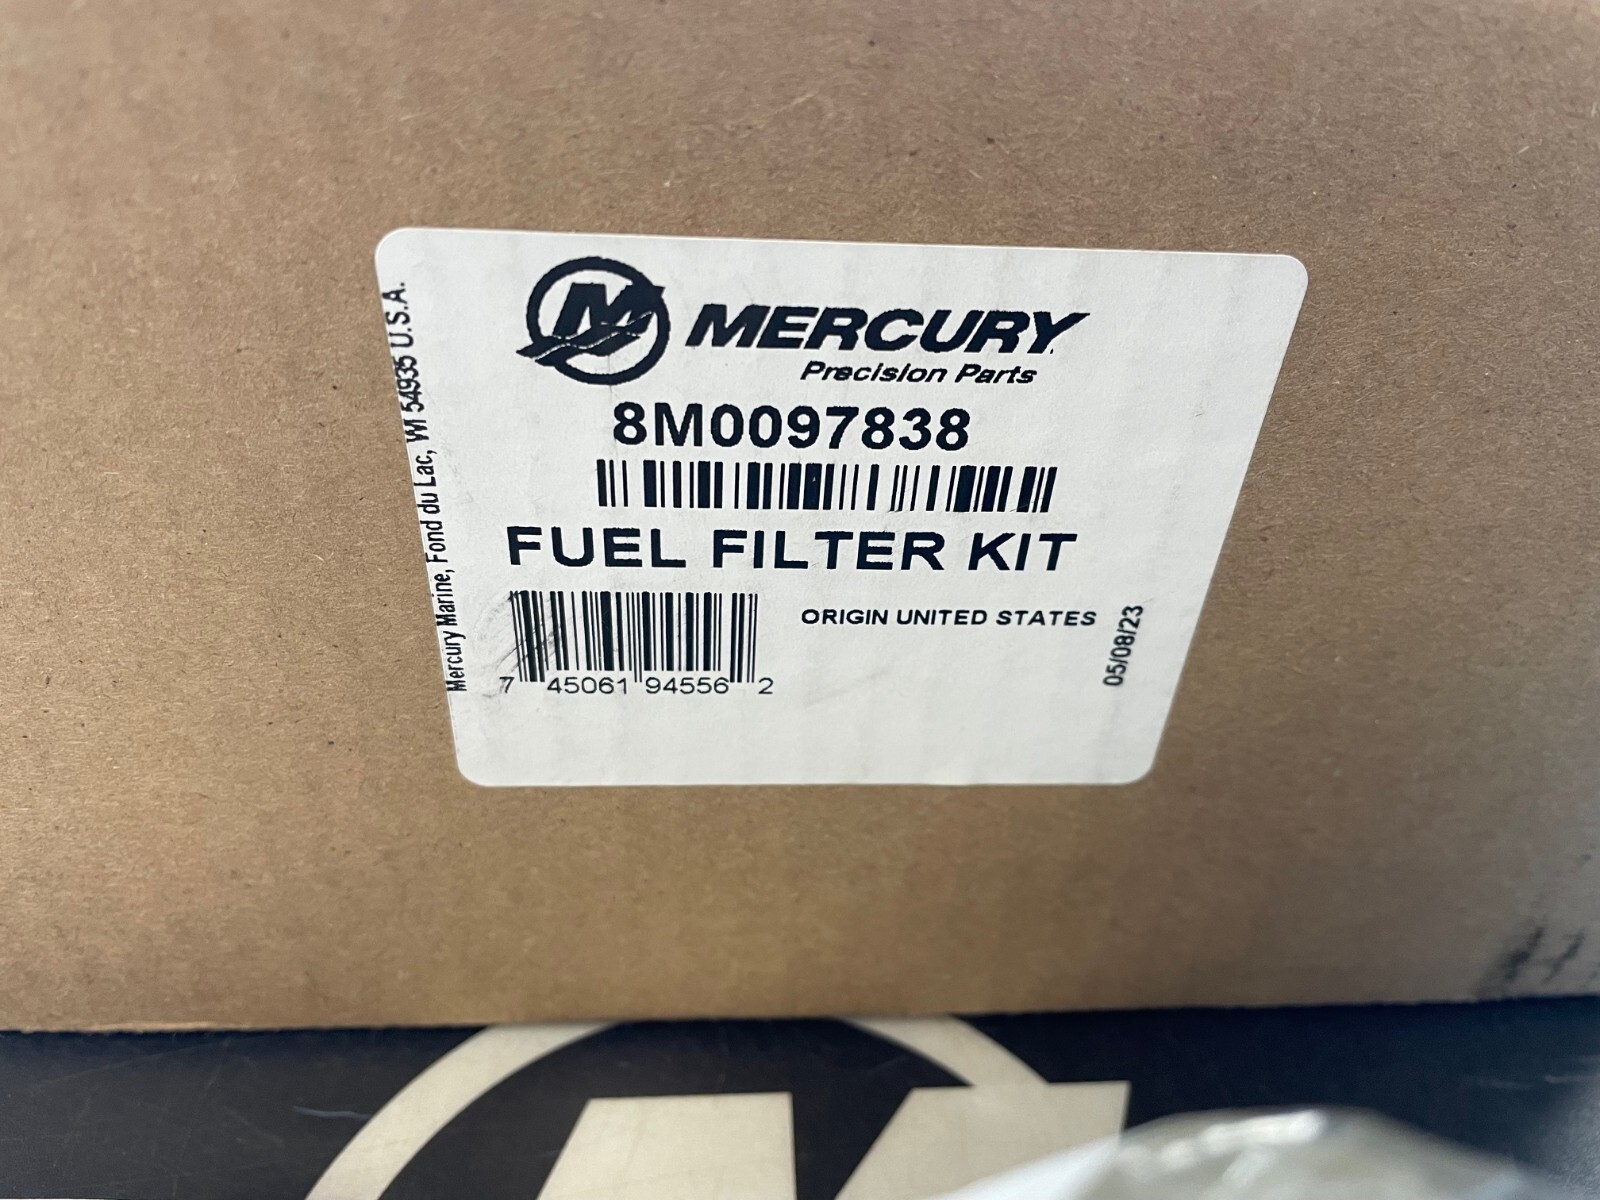 M MERCURY
Precision Parts
8M0097838
FUEL FILTER KIT
7 45061 94556 2
ORIGIN UNITED STATES
05/08/23
Mercury Marine, Fond du Lac, WI 54935 U.S.A.